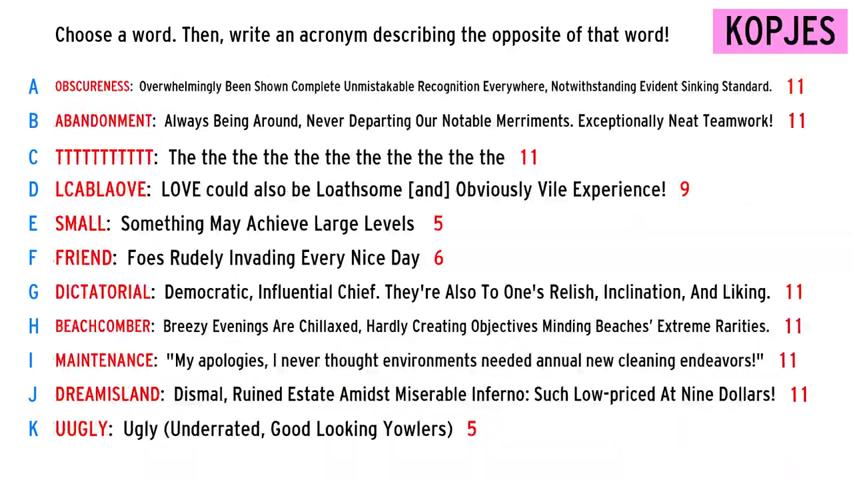 Choose a word. Then, write an acronym describing the opposite of that word!
KOPJES
A OBSCURENESS: Overwhelmingly Been Shown Complete Unmistakable Recognition Everywhere, Notwithstanding Evident Sinking Standard. 11
B ABANDONMENT: Always Being Around, Never Departing Our Notable Merriments. Exceptionally Neat Teamwork! 11
C TTTTTTTTTTT: The the the the the the the the the the the 11
D LCABLAOVE: LOVE could also be Loathsome [and] Obviously Vile Experience! 9
E SMALL: Something May Achieve Large Levels 5
F FRIEND: Foes Rudely Invading Every Nice Day 6
G DICTATORIAL: Democratic, Influential Chief. They're Also To One's Relish, Inclination, And Liking. 11
H BEACHCOMBER: Breezy Evenings Are Chillaxed, Hardly Creating Objectives Minding Beaches' Extreme Rarities. 11
I MAINTENANCE: "My apologies, I never thought environments needed annual new cleaning endeavors!" 11
J DREAMISLAND: Dismal, Ruined Estate Amidst Miserable Inferno: Such Low-priced At Nine Dollars! 11
K UUGLY: Ugly (Underrated, Good Looking Yowlers) 5